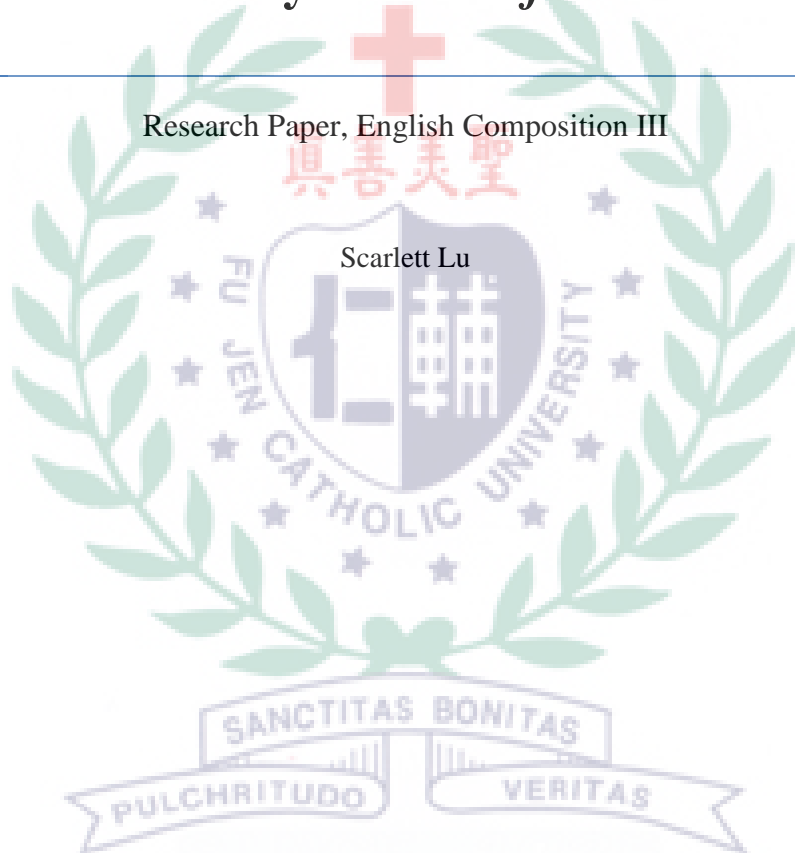 Research Paper, English Composition III
眞善美聖
Scarlett Lu
仁輔
FU JEN CATHOLIC UNIVERSITY
SANCTITAS BONITAS
PULCHRITUDO VERITAS